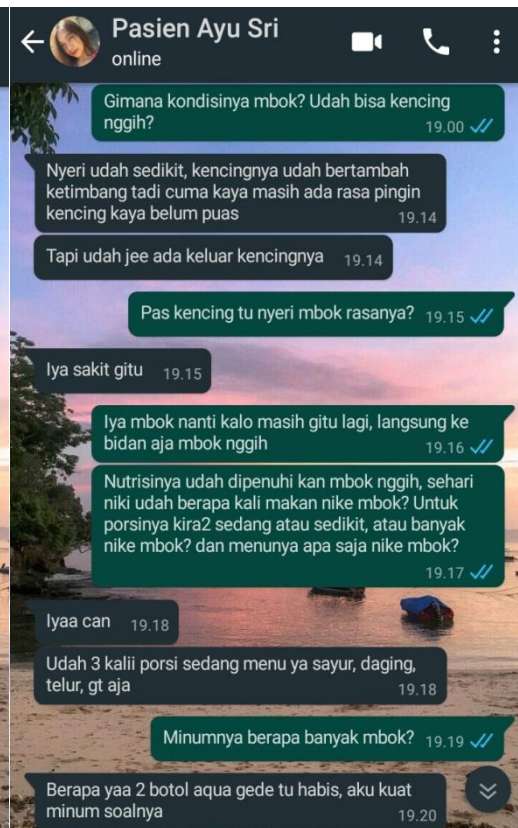 Pasien Ayu Sri
online
Gimana kondisinya mbok? Udah bisa kencing
nggih?
19.00
Nyeri udah sedikit, kencingnya udah bertambah
ketimbang tadi cuma kaya masih ada rasa pingin
kencing kaya belum puas
19.14
Tapi udah jee ada keluar kencingnya 19.14
Pas kencing tu nyeri mbok rasanya? 19.15
Iya sakit gitu 19.15
Iya mbok nanti kalo masih gitu lagi, langsung ke
bidan aja mbok nggih
19.16
Nutrisinya udah dipenuhi kan mbok nggih, sehari
niki udah berapa kali makan nike mbok? Untuk
porsinya kira2 sedang atau sedikit, atau banyak
nike mbok? dan menunya apa saja nike mbok?
19.17
Iyaa can 19.18
Udah 3 kalii porsi sedang menu ya sayur, daging,
telur, gt aja
19.18
Minumnya berapa banyak mbok? 19.19
Berapa yaa 2 botol aqua gede tu habis, aku kuat
minum soalnya
19.20